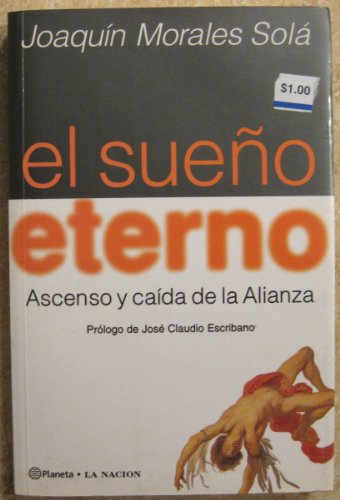 Joaquín Morales Solá
$1.00
el sueño
eterno
Ascenso y caída de la Alianza
Prólogo de José Claudio Escribano
Planeta • LA NACION